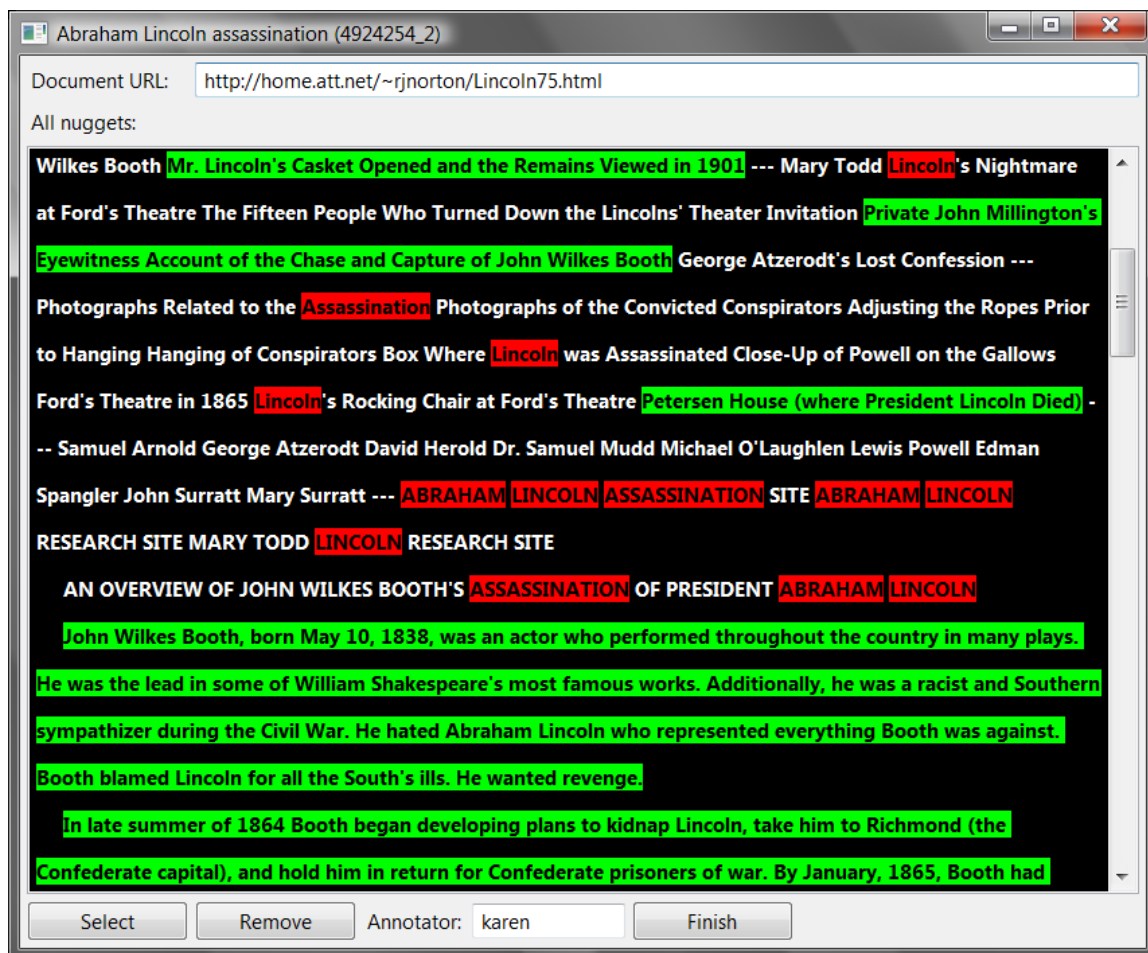 Abraham Lincoln assassination (4924254_2)
Document URL: http://home.att.net/~rjnorton/Lincoln75.html
All nuggets:
Wilkes Booth Mr. Lincoln's Casket Opened and the Remains Viewed in 1901 --- Mary Todd Lincoln's Nightmare
at Ford's Theatre The Fifteen People Who Turned Down the Lincolns' Theater Invitation Private John Millington's
Eyewitness Account of the Chase and Capture of John Wilkes Booth George Atzerodt's Lost Confession ---
Photographs Related to the Assassination Photographs of the Convicted Conspirators Adjusting the Ropes Prior
to Hanging Hanging of Conspirators Box Where Lincoln was Assassinated Close-Up of Powell on the Gallows
Ford's Theatre in 1865 Lincoln's Rocking Chair at Ford's Theatre Petersen House (where President Lincoln Died) -
-- Samuel Arnold George Atzerodt David Herold Dr. Samuel Mudd Michael O'Laughlen Lewis Powell Edman
Spangler John Surratt Mary Surratt --- ABRAHAM LINCOLN ASSASSINATION SITE ABRAHAM LINCOLN
RESEARCH SITE MARY TODD LINCOLN RESEARCH SITE
AN OVERVIEW OF JOHN WILKES BOOTH'S ASSASSINATION OF PRESIDENT ABRAHAM LINCOLN
John Wilkes Booth, born May 10, 1838, was an actor who performed throughout the country in many plays.
He was the lead in some of William Shakespeare's most famous works. Additionally, he was a racist and Southern
sympathizer during the Civil War. He hated Abraham Lincoln who represented everything Booth was against.
Booth blamed Lincoln for all the South's ills. He wanted revenge.
In late summer of 1864 Booth began developing plans to kidnap Lincoln, take him to Richmond (the
Confederate capital), and hold him in return for Confederate prisoners of war. By January, 1865, Booth had
Select Remove Annotator: karen Finish